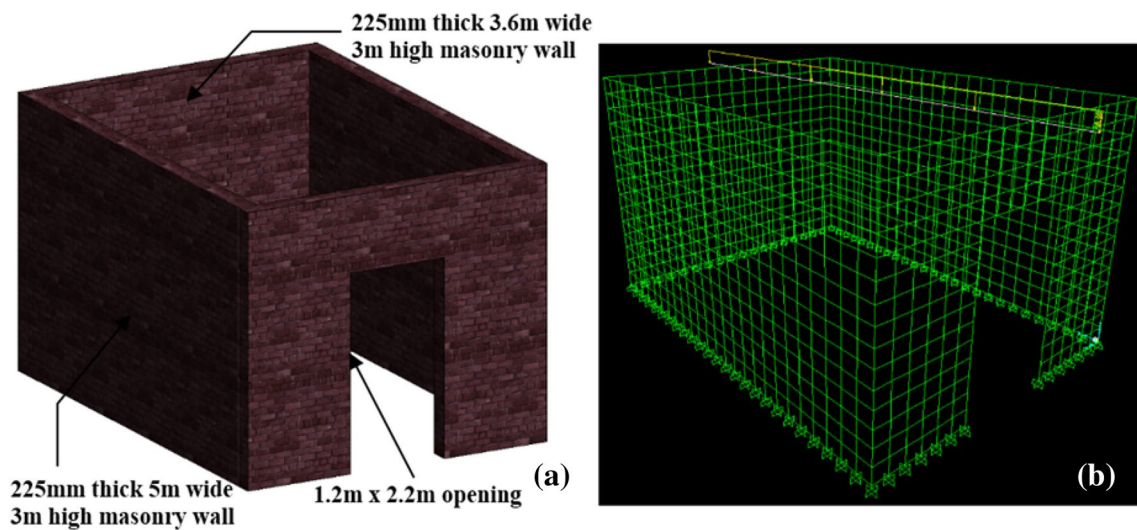 225mm thick 3.6m wide
3m high masonry wall
225mm thick 5m wide
3m high masonry wall
1.2m x 2.2m opening
(a)
(b)